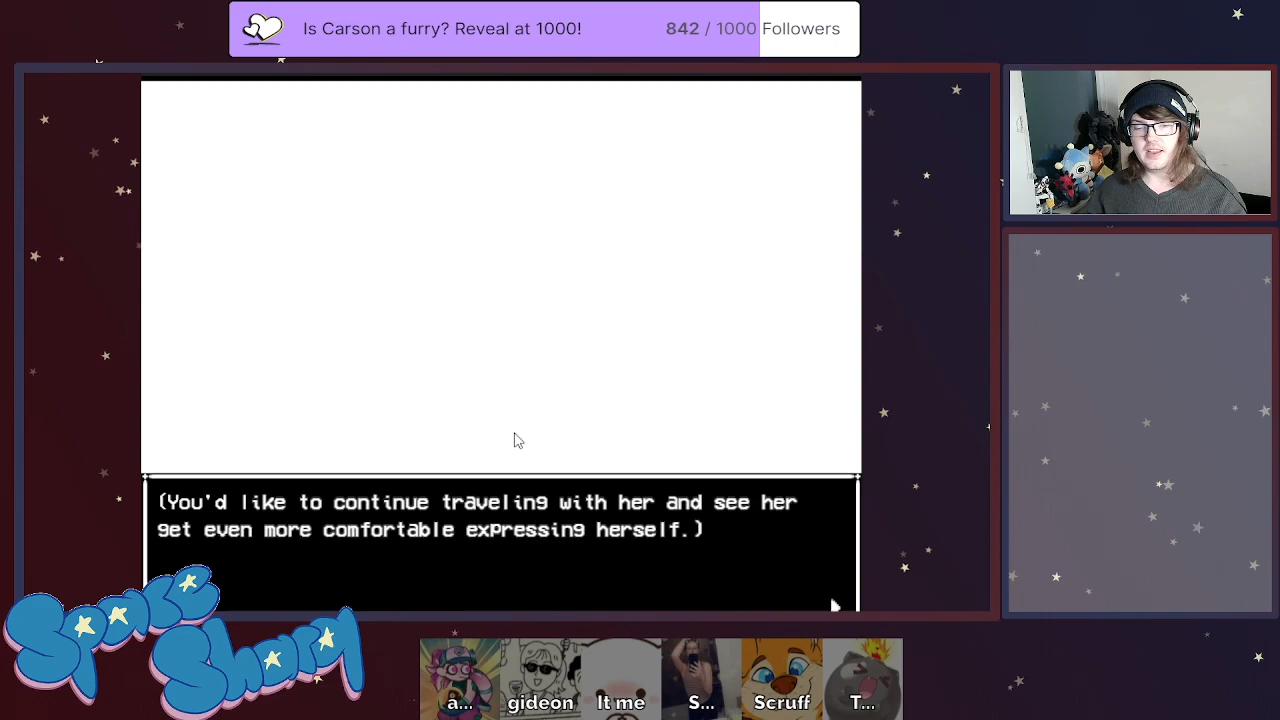 Is Carson a furry? Reveal at 1000!
842 / 1000 Followers
(You'd like to continue traveling with her and see her
get even more comfortable expressing herself.)
Space
Shark
a...
gideon
It me
S...
Scruff
T...